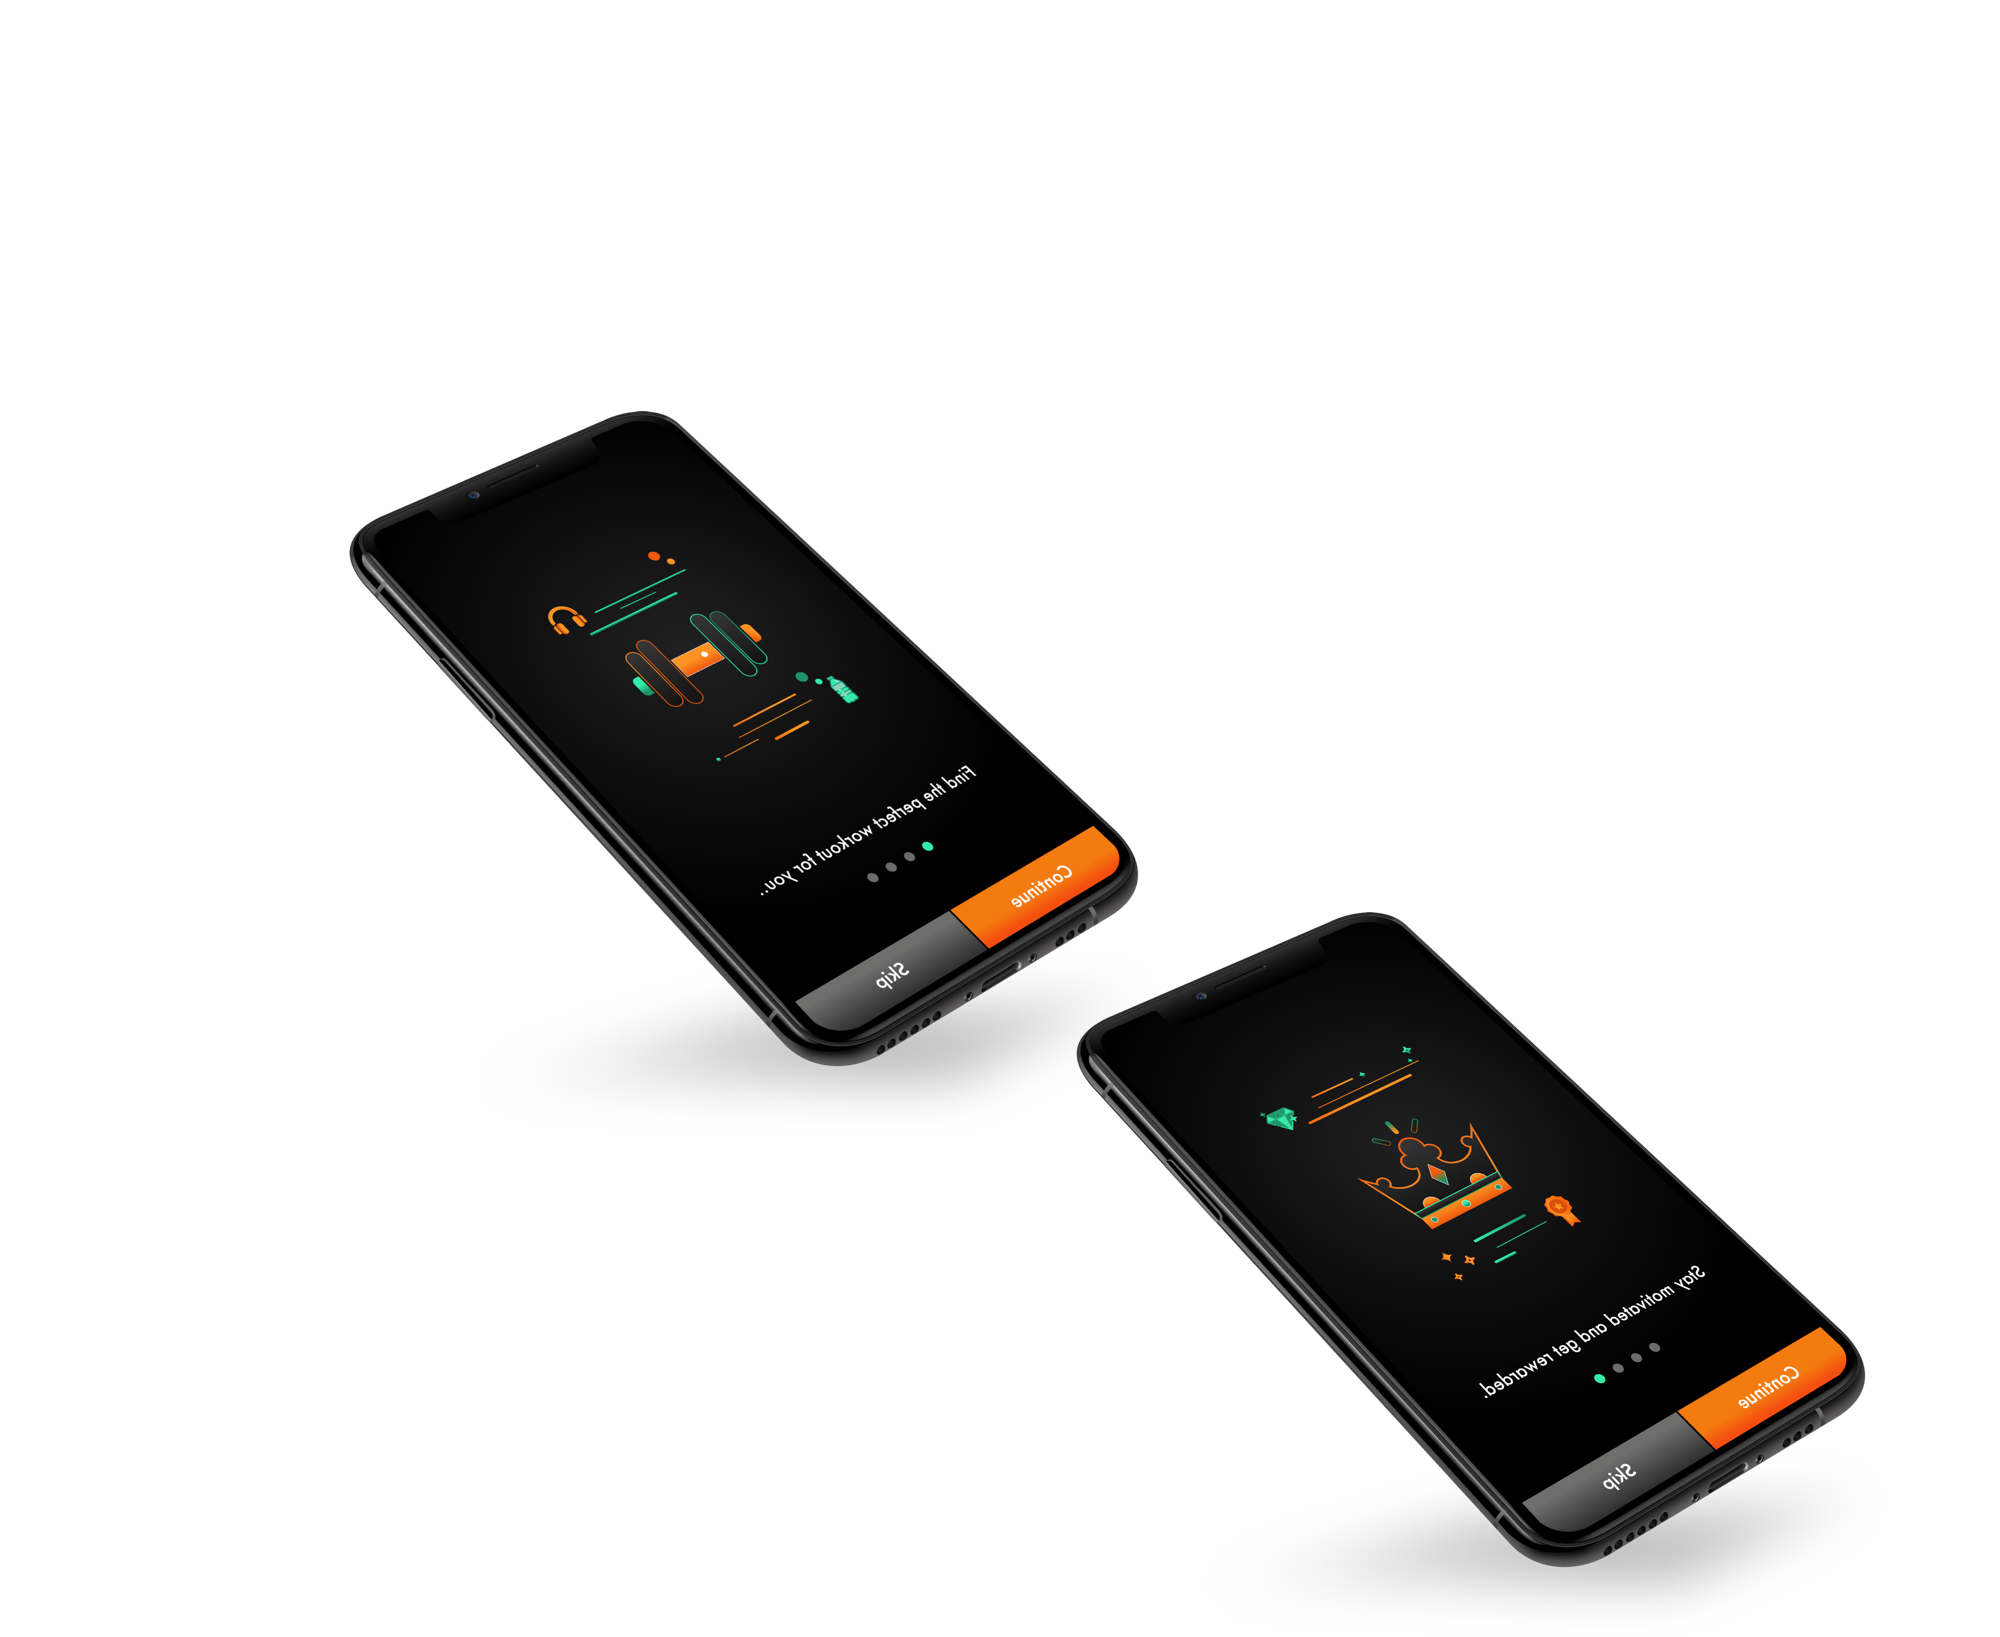 Find the perfect workout for you..
Continue
Skip
Stay motivated and get rewarded.
Continue
Skip